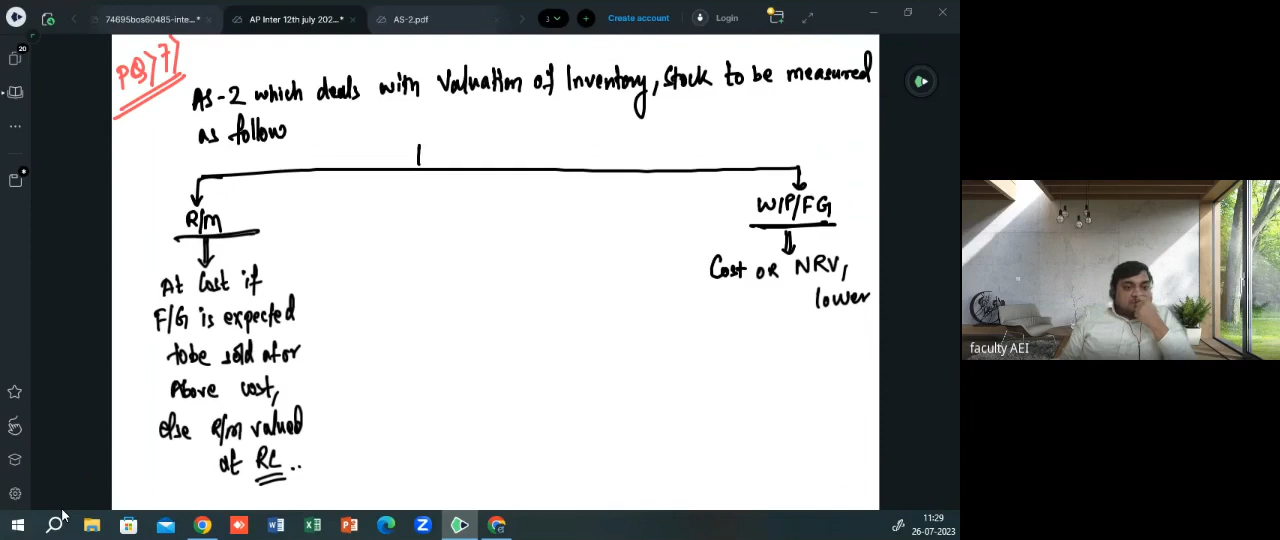 74695bos60485-inte...*
AP Inter 12th july 202...*
AS-2.pdf
3
Create account
Login
20
PQ>7)
AS-2 which deals with valuation of Inventory, stock to be measured
as follow
R/M
W/P/FG
At Cost if
F/G is expected
to be sold at or
Above cost,
else R/m valued
at RC ..
Cost or NRV,
lower
faculty AEI
11:29
26-07-2023